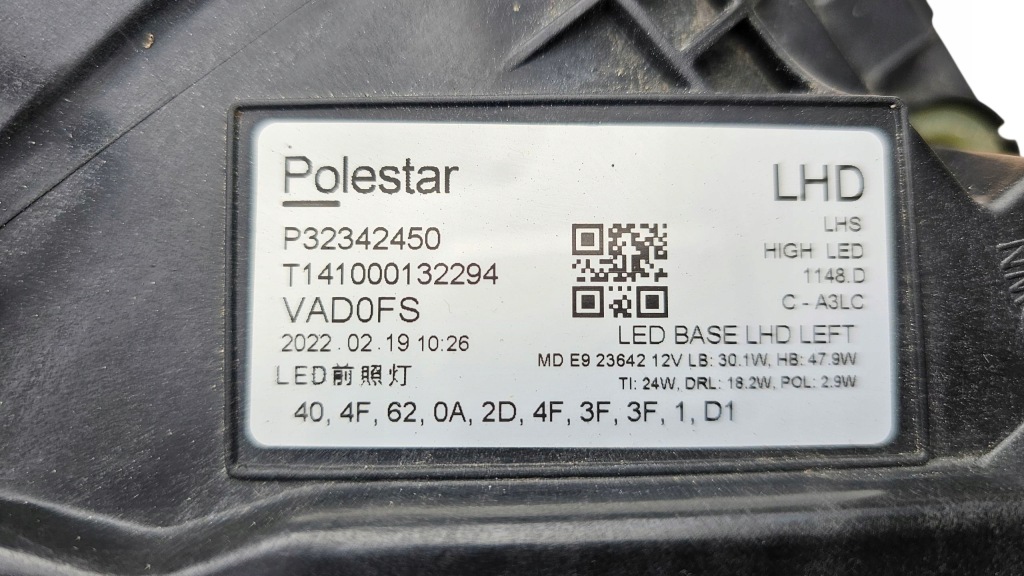 Polestar
LHD
P32342450
LHS
T141000132294
HIGH LED
VAD0FS
1148.D
C - A3LC
2022.02.19 10:26
LED BASE LHD LEFT
LED前照灯
MD E9 23642 12V LB: 30.1W, HB: 47.9W
TI: 24W, DRL: 18.2W, POL: 2.9W
40, 4F, 62, 0A, 2D, 4F, 3F, 3F, 1, D1